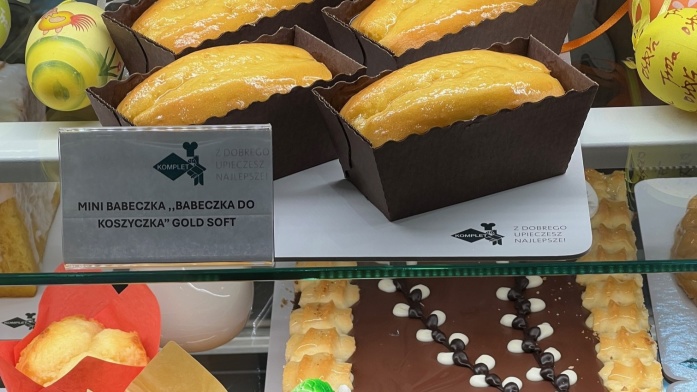 KOMPLET
Z DOBREGO
UPIECZESZ
NAJLEPSZE!
MINI BABECZKA ,,BABECZKA DO
KOSZYCZKA" GOLD SOFT
KOMPLET
Z DOBREGO
UPIECZESZ
NAJLEPSZE!